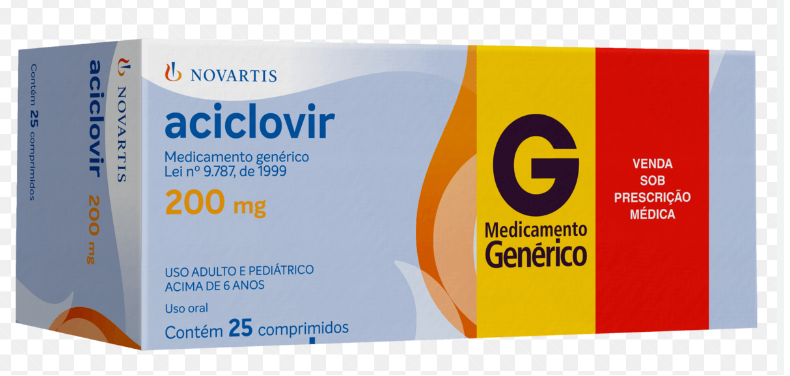 Contém 25 comprimidos
aciclovir 200 mg
NOVARTIS
NOVARTIS
aciclovir
Medicamento genérico
Lei nº 9.787, de 1999
200 mg
USO ADULTO E PEDIÁTRICO
ACIMA DE 6 ANOS
Uso oral
Contém 25 comprimidos
G
Medicamento
Genérico
VENDA
SOB
PRESCRIÇÃO
MÉDICA